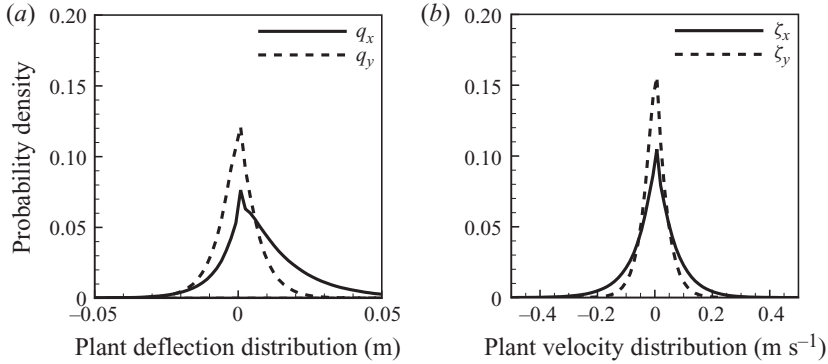 (a)
0.20
q_x
q_y
0.15
0.10
0.05
0
Probability density
−0.05
0
0.05
Plant deflection distribution (m)
(b)
0.20
ζ_x
ζ_y
0.15
0.10
0.05
0
−0.4
−0.2
0
0.2
0.4
Plant velocity distribution (m s⁻¹)